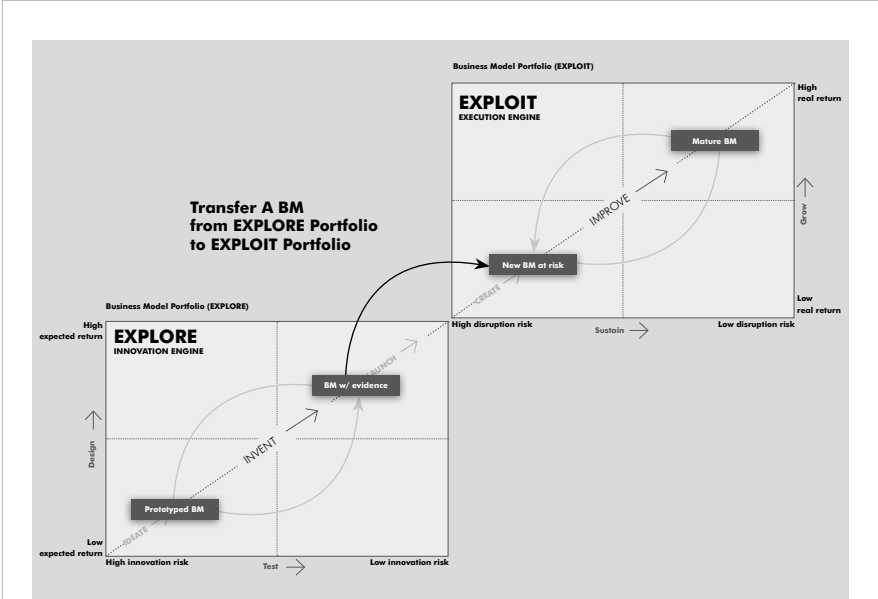 Business Model Portfolio (EXPLOIT)
EXPLOIT
EXECUTION ENGINE
High
real return
Mature BM
IMPROVE
Grow
Transfer A BM
from EXPLORE Portfolio
to EXPLOIT Portfolio
New BM at risk
CREATE
Low
real return
High disruption risk
Sustain
Low disruption risk
Business Model Portfolio (EXPLORE)
High
expected return
EXPLORE
INNOVATION ENGINE
LAUNCH
BM w/ evidence
INVENT
Design
Prototyped BM
IDEATE
Low
expected return
High innovation risk
Test
Low innovation risk